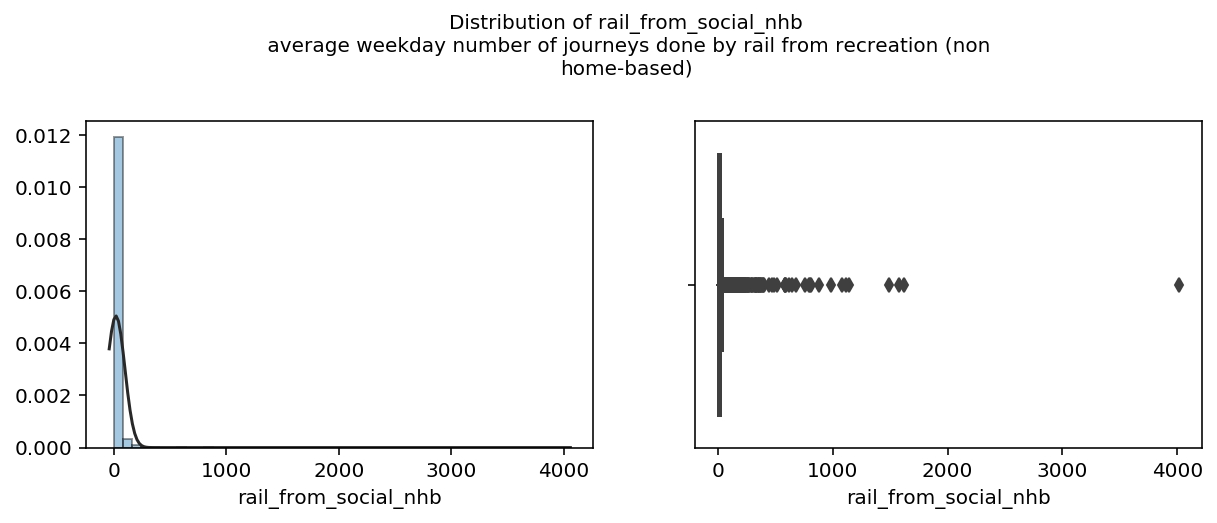 Distribution of rail_from_social_nhb
average weekday number of journeys done by rail from recreation (non
home-based)
0.012
0.010
0.008
0.006
0.004
0.002
0.000
0 1000 2000 3000 4000
rail_from_social_nhb
0 1000 2000 3000 4000
rail_from_social_nhb